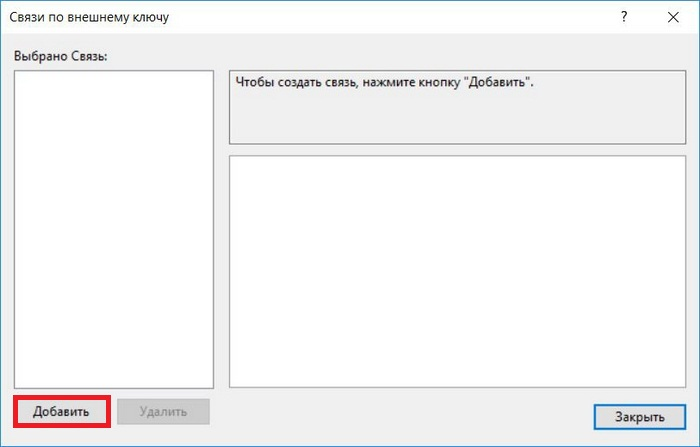 Связи по внешнему ключу
?
Выбрано Связь:
Чтобы создать связь, нажмите кнопку "Добавить".
Добавить
Удалить
Закрыть